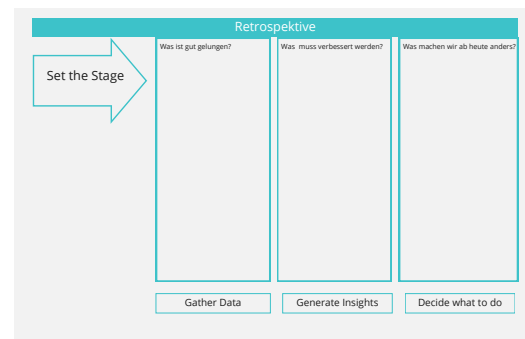 Retrospektive
Set the Stage
Was ist gut gelungen?
Was muss verbessert werden?
Was machen wir ab heute anders?
Gather Data
Generate Insights
Decide what to do